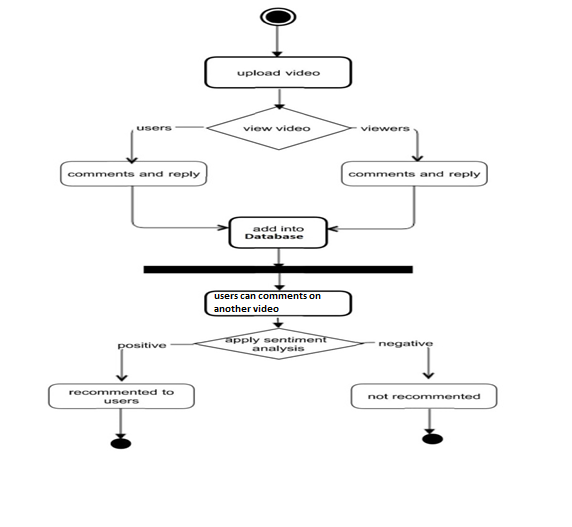 upload video
users
view video
viewers
comments and reply
comments and reply
add into
Database
users can comments on
another video
positive
apply sentiment
analysis
negative
recommented to
users
not recommented